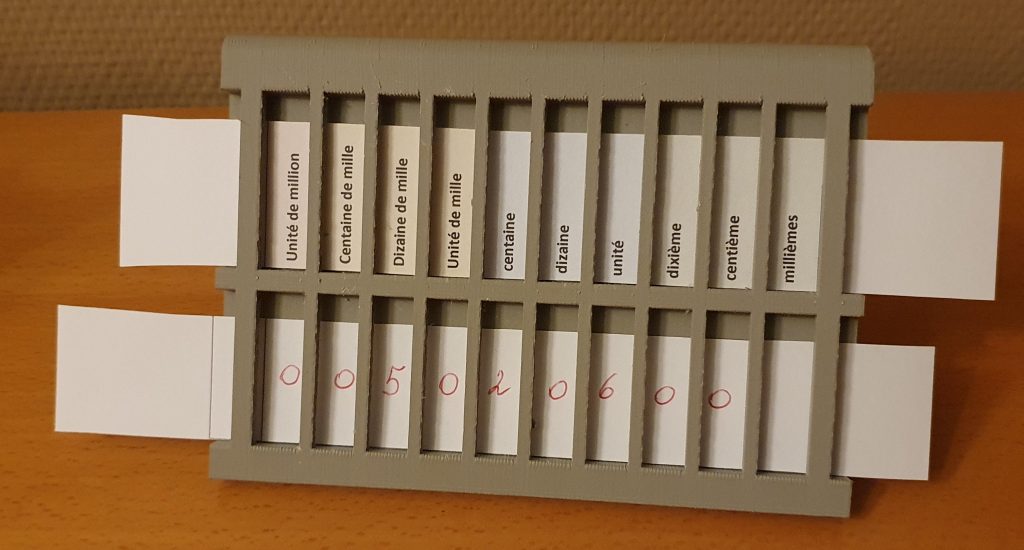 Unité de million
Centaine de mille
Dizaine de mille
Unité de mille
centaine
dizaine
unité
dixième
centième
millièmes
0 0 5 0 2 0 6 0 0